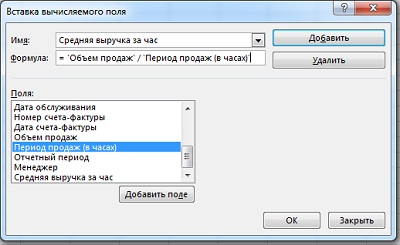 Вставка вычисляемого поля
Имя: Средняя выручка за час Добавить
Формула: = 'Объем продаж' / 'Период продаж (в часах)' Удалить
Поля:
Дата обслуживания
Номер счета-фактуры
Дата счета-фактуры
Объем продаж
Период продаж (в часах)
Отчетный период
Менеджер
Средняя выручка за час
Добавить поле
ОК Закрыть